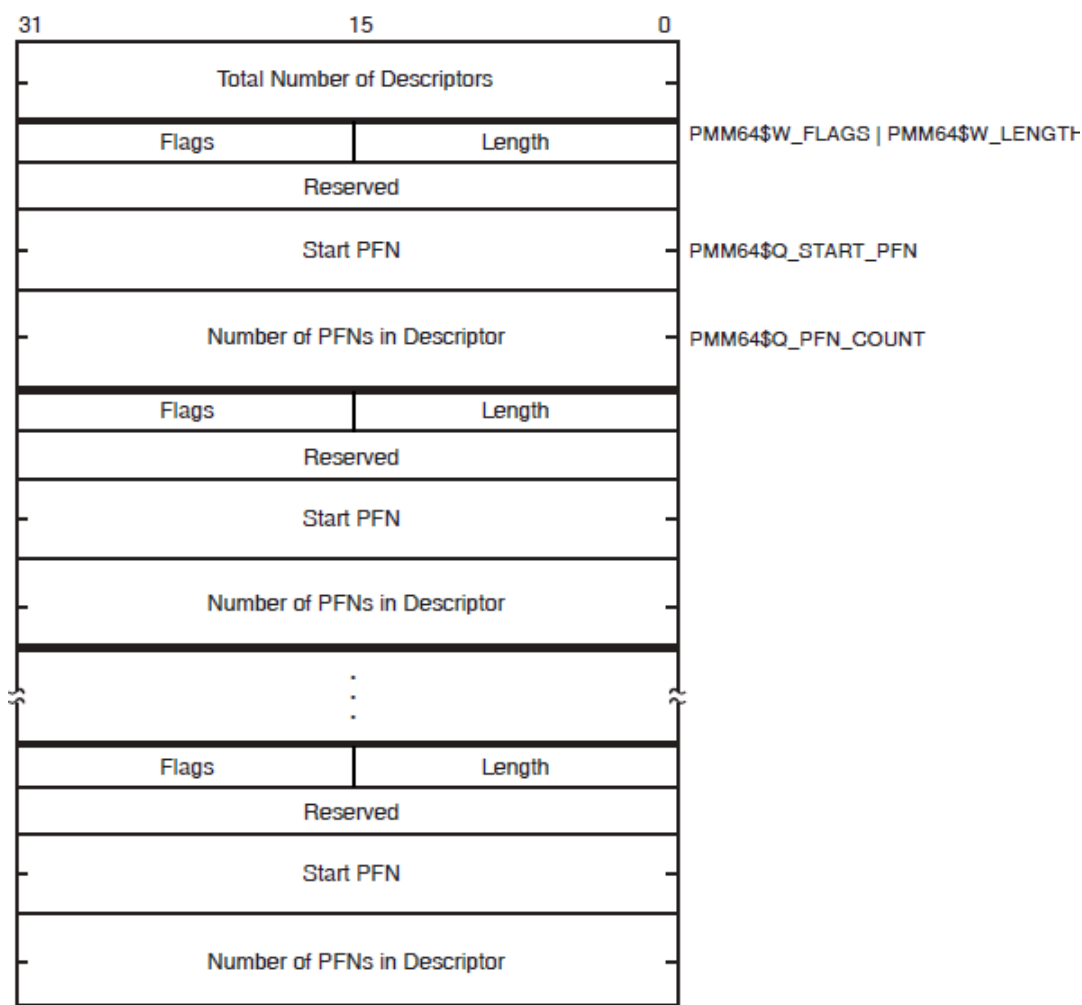 31 15 0
Total Number of Descriptors
Flags Length PMM64$W_FLAGS | PMM64$W_LENGTH
Reserved
Start PFN PMM64$Q_START_PFN
Number of PFNs in Descriptor PMM64$Q_PFN_COUNT
Flags Length
Reserved
Start PFN
Number of PFNs in Descriptor
Flags Length
Reserved
Start PFN
Number of PFNs in Descriptor